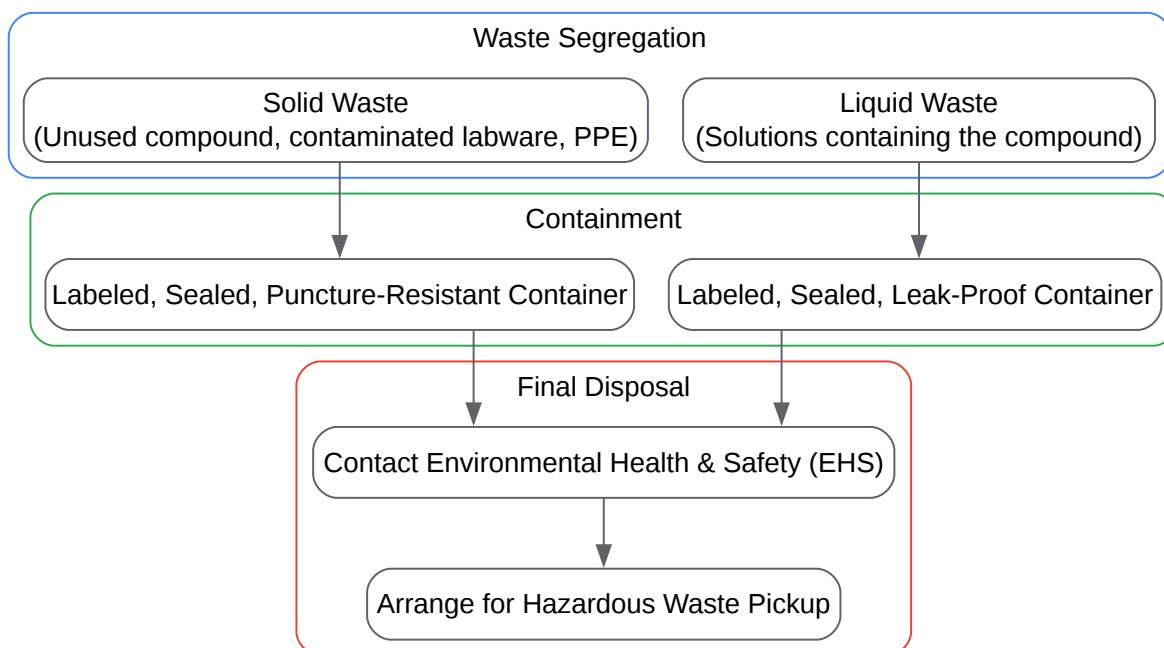 Waste Segregation
Solid Waste
(Unused compound, contaminated labware, PPE)
Liquid Waste
(Solutions containing the compound)
Containment
Labeled, Sealed, Puncture-Resistant Container
Labeled, Sealed, Leak-Proof Container
Final Disposal
Contact Environmental Health & Safety (EHS)
Arrange for Hazardous Waste Pickup